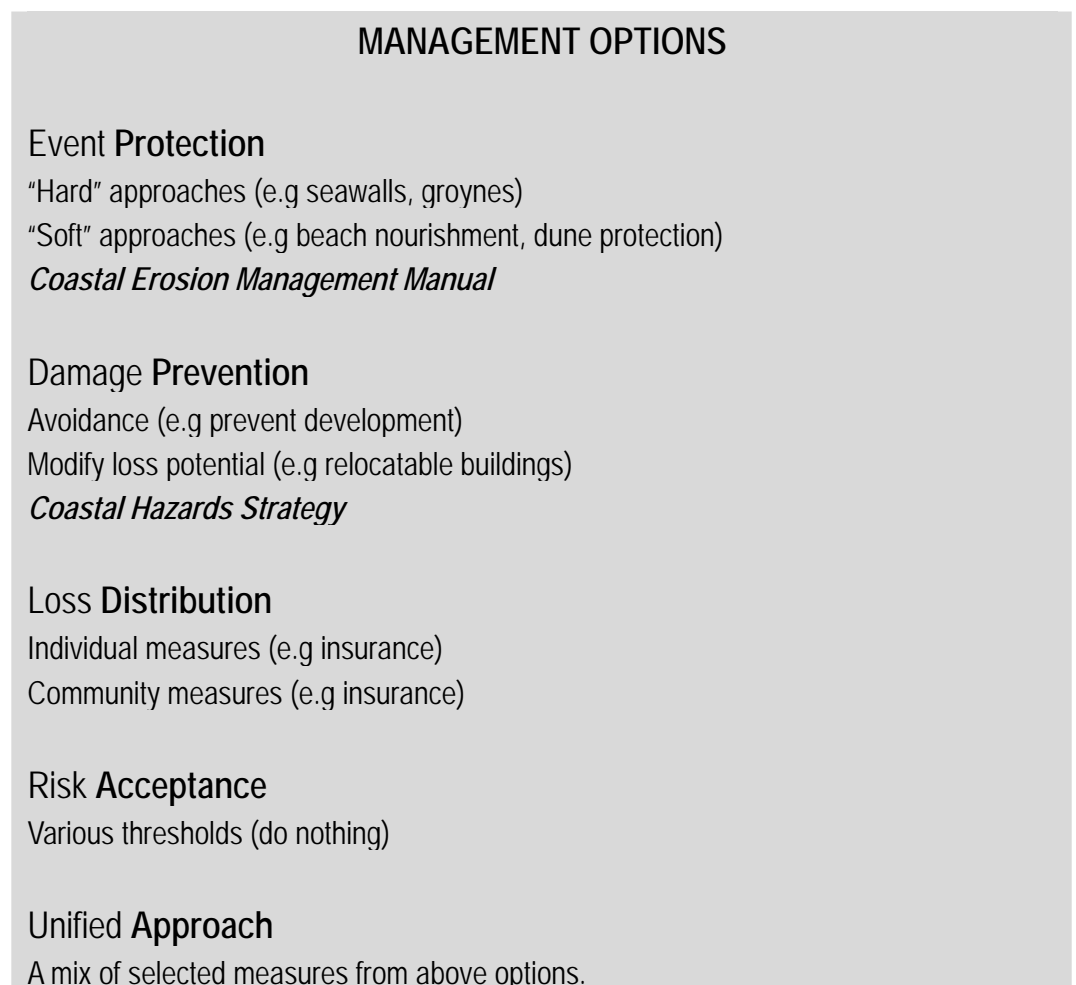 MANAGEMENT OPTIONS
Event Protection
“Hard” approaches (e.g seawalls, groynes)
“Soft” approaches (e.g beach nourishment, dune protection)
Coastal Erosion Management Manual
Damage Prevention
Avoidance (e.g prevent development)
Modify loss potential (e.g relocatable buildings)
Coastal Hazards Strategy
Loss Distribution
Individual measures (e.g insurance)
Community measures (e.g insurance)
Risk Acceptance
Various thresholds (do nothing)
Unified Approach
A mix of selected measures from above options.